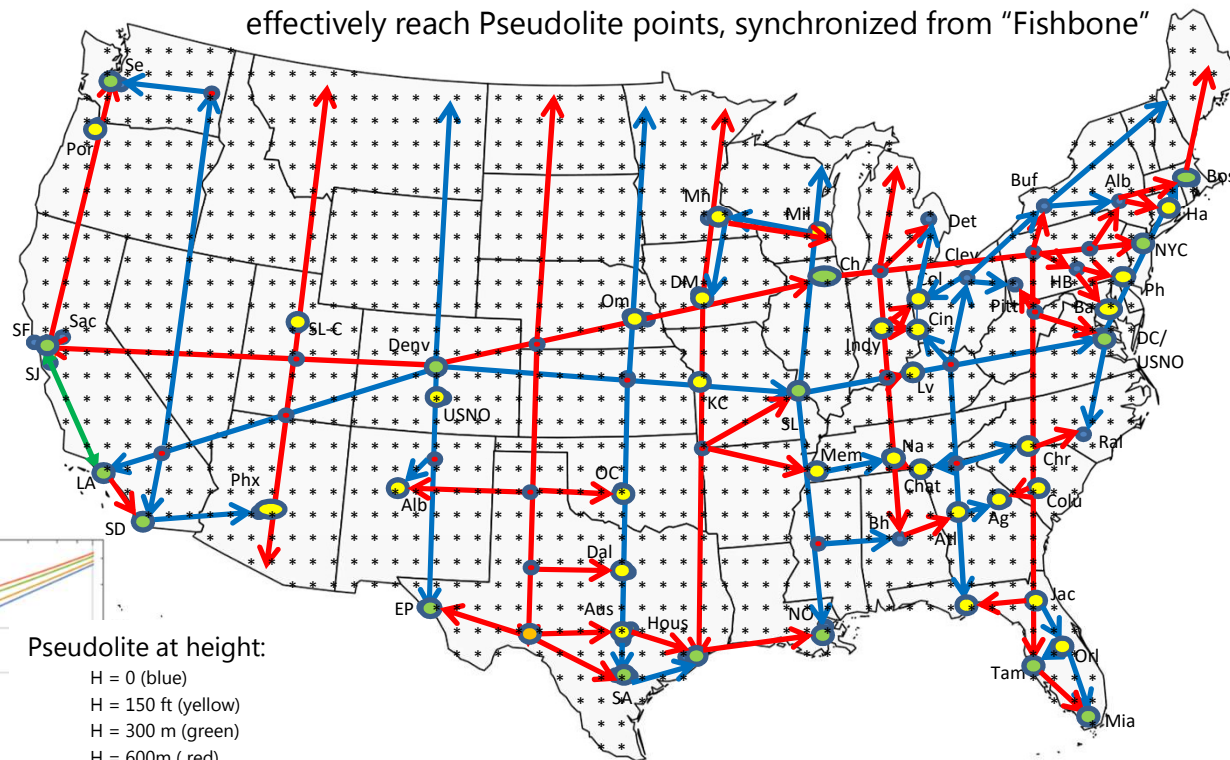 effectively reach Pseudolite points, synchronized from “Fishbone”
Se
Por
Mn
Mil
Buf
Alb
Bos
Ha
Det
NYC
Clev
Ch
Col
HB
Ph
DM
Om
Pitt
Ba
Cin
SL C
Sac
SF
Denv
Indy
DC/
USNO
SJ
Lv
KC
USNO
SL
Ral
Na
Chr
Mem
Chat
LA
Phx
OC
Alb
Colu
Ag
SD
Bh
Atl
Dal
EP
Aus
Hous
NO
Jac
Orl
Tam
SA
Mia
Pseudolite at height:
H = 0 (blue)
H = 150 ft (yellow)
H = 300 m (green)
H = 600m ( red)